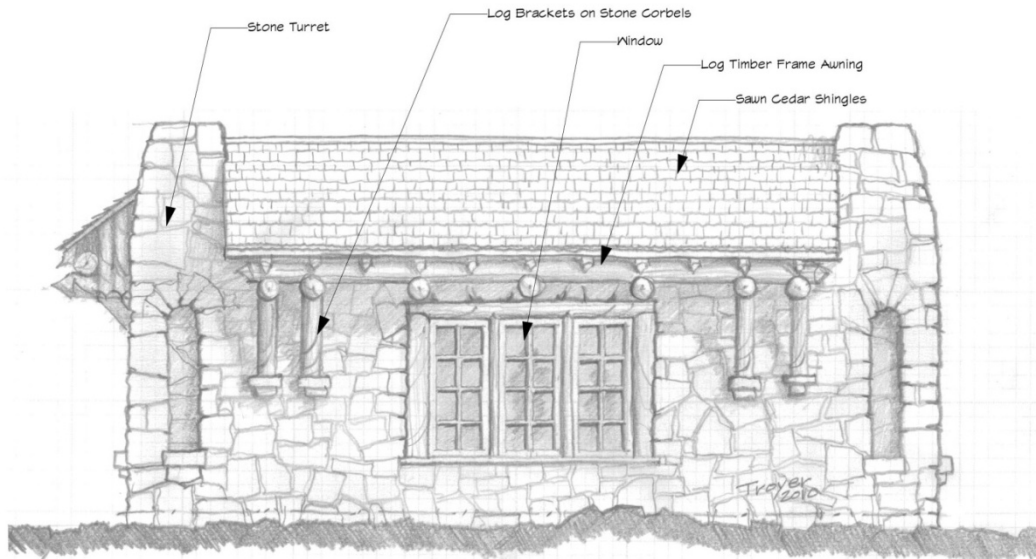 Log Brackets on Stone Corbels
Stone Turret
Window
Log Timber Frame Awning
Sawn Cedar Shingles
Troyer
2010